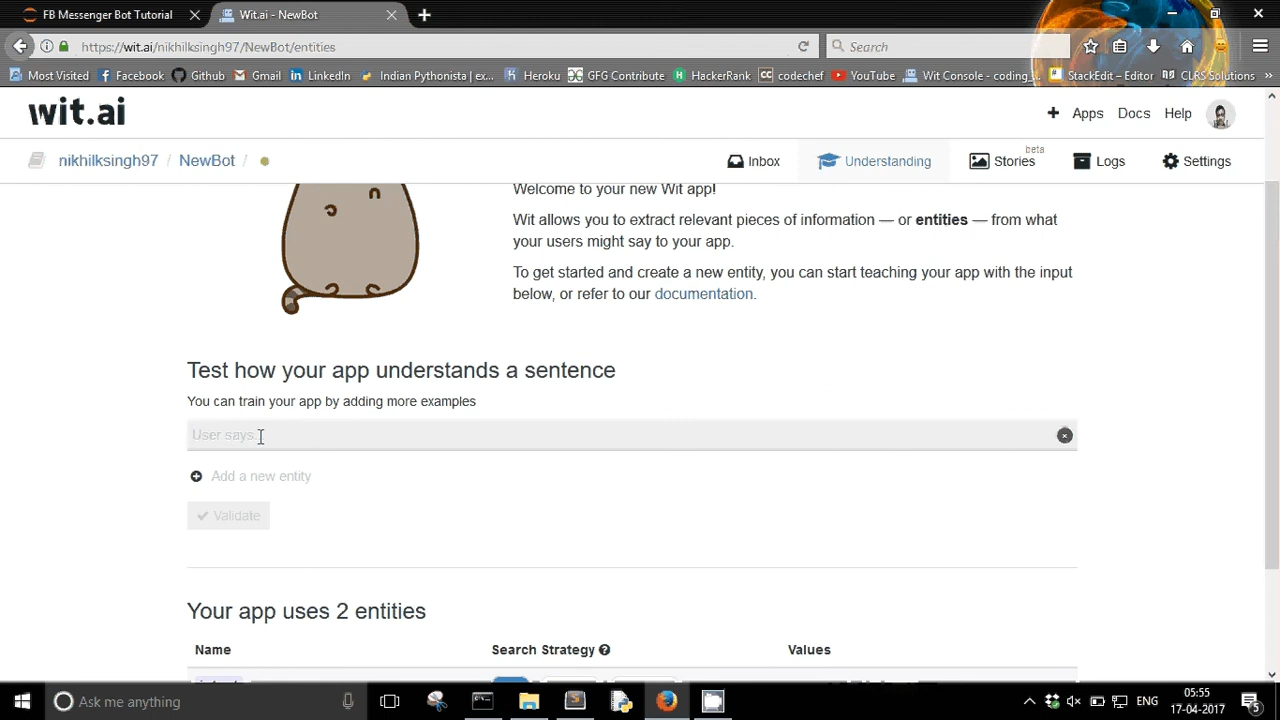 FB Messenger Bot Tutorial
Wit.ai - NewBot
https://wit.ai/nikhilksingh97/NewBot/entities
Search
Most Visited
Facebook
Github
Gmail
LinkedIn
Indian Pythonista | ex...
Heroku
GFG Contribute
HackerRank
codechef
YouTube
Wit Console - coding_s...
StackEdit – Editor
CLRS Solutions
wit.ai
Apps
Docs
Help
nikhilksingh97 / NewBot /
Inbox
Understanding
Stories beta
Logs
Settings
Welcome to your new Wit app!
Wit allows you to extract relevant pieces of information — or entities — from what
your users might say to your app.
To get started and create a new entity, you can start teaching your app with the input
below, or refer to our documentation.
Test how your app understands a sentence
You can train your app by adding more examples
User says.
Add a new entity
Validate
Your app uses 2 entities
Name
Search Strategy
Values
Ask me anything
ENG
05:55
17-04-2017
5